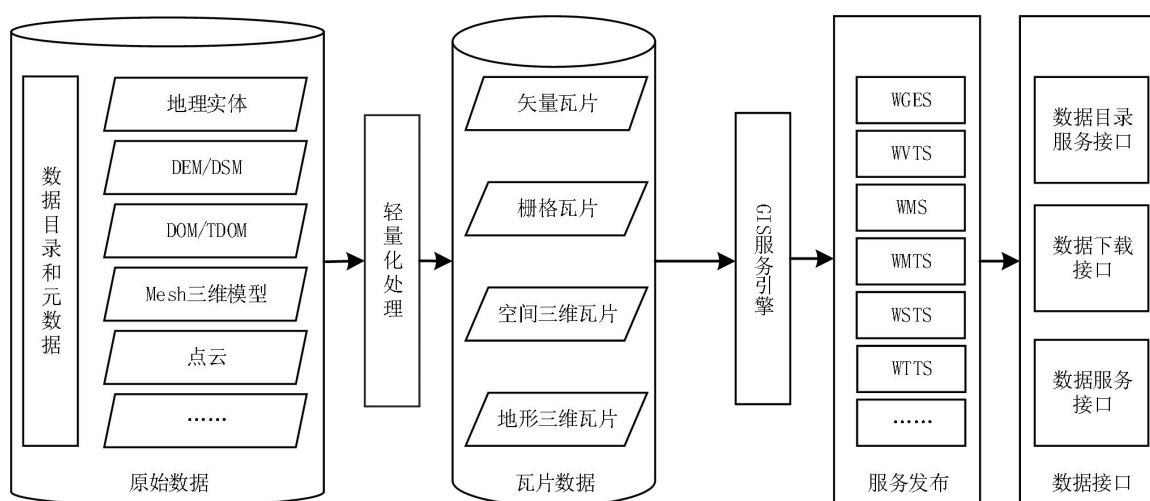 数据目录和元数据
地理实体
DEM/DSM
DOM/TDOM
Mesh三维模型
点云
……
原始数据
轻量化处理
矢量瓦片
栅格瓦片
空间三维瓦片
地形三维瓦片
瓦片数据
GIS服务引擎
WGES
WVTS
WMS
WMTS
WSTS
WTTS
……
服务发布
数据目录
服务接口
数据下载
接口
数据服务
接口
数据接口